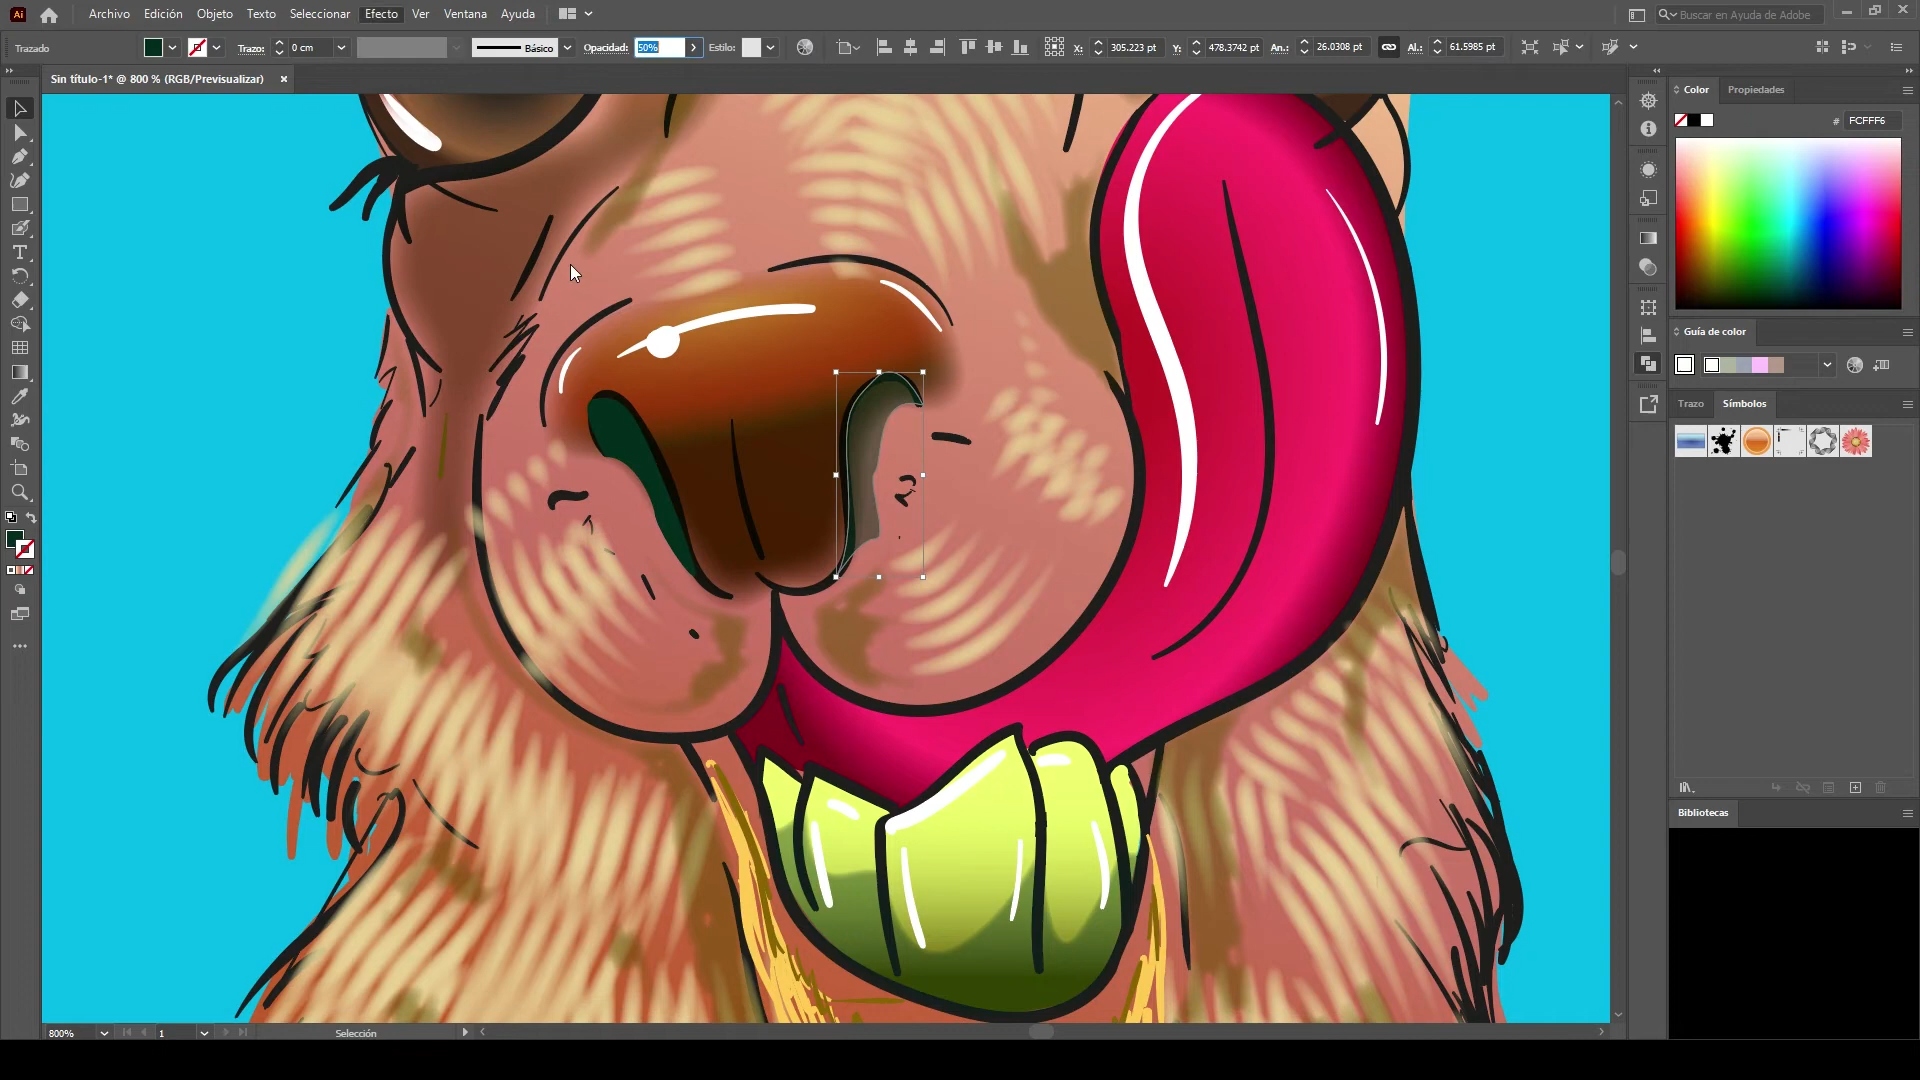 Ai Archivo Edición Objeto Texto Seleccionar Efecto Ver Ventana Ayuda Buscar en Ayuda de Adobe
Trazado Trazo: 0 cm Básico Opacidad: 50% Estilo: X: 305.223 pt Y: 478.3742 pt An.: 26.0308 pt Al.: 61.5985 pt
Sin título-1* @ 800 % (RGB/Previsualizar)
Color Propiedades
# FCFFF6
Guía de color
Trazo Símbolos
Bibliotecas
800% 1 Selección